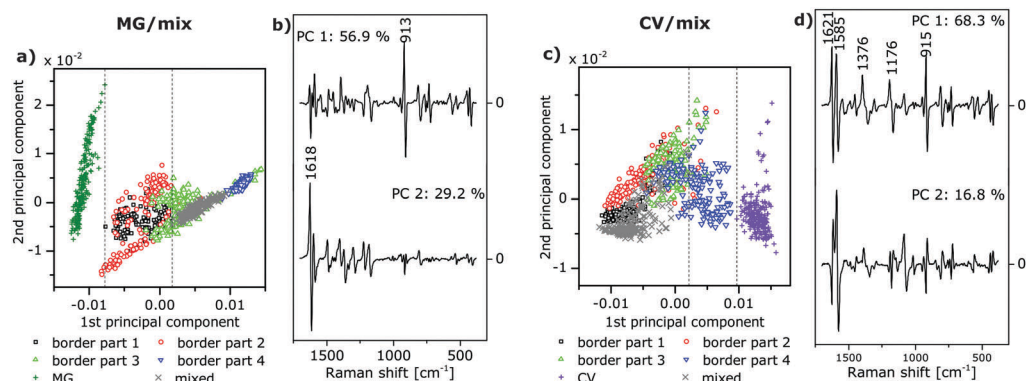 MG/mix
a)
x 10⁻²
2nd principal component
2
1
0
-1
-0.01
0.00
0.01
1st principal component
border part 1
border part 2
border part 3
border part 4
MG
mixed
b)
PC 1: 56.9 %
913
0
1618
PC 2: 29.2 %
0
1500
1000
500
Raman shift [cm⁻¹]
CV/mix
c)
x 10⁻²
2nd principal component
1
0
-1
-0.01
0.00
0.01
1st principal component
border part 1
border part 2
border part 3
border part 4
CV
mixed
d)
PC 1: 68.3 %
1621
1585
1376
1176
915
0
PC 2: 16.8 %
0
1500
1000
500
Raman shift [cm⁻¹]